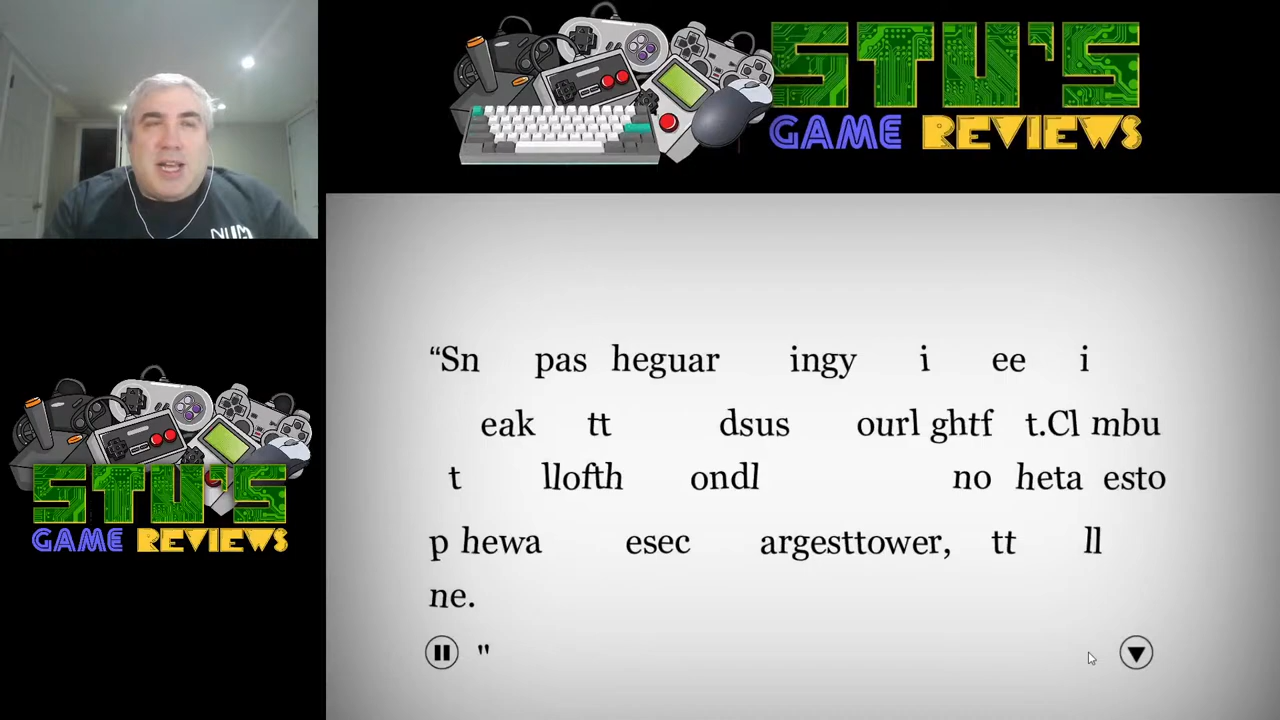 STU'S
GAME REVIEWS
“Sn pas heguar ingy i ee i
eak tt dsus ourl ghtf t.Cl mbu
t llofth ondl no heta esto
p hewa esec argesttower, tt ll
ne.
"
STU'S
GAME REVIEWS